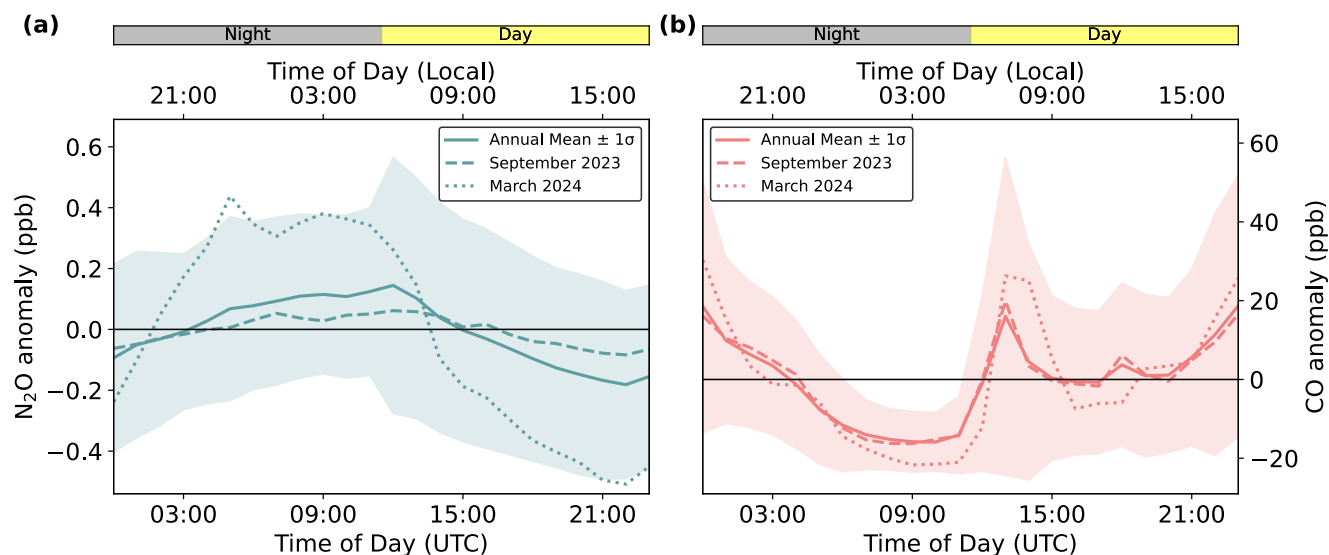 (a)
Night Day
Time of Day (Local)
21:00 03:00 09:00 15:00
N₂O anomaly (ppb)
0.6
0.4
0.2
0.0
−0.2
−0.4
Annual Mean ± 1σ
September 2023
March 2024
03:00 09:00 15:00 21:00
Time of Day (UTC)
(b)
Night Day
Time of Day (Local)
21:00 03:00 09:00 15:00
Annual Mean ± 1σ
September 2023
March 2024
60
40
20
0
−20
CO anomaly (ppb)
03:00 09:00 15:00 21:00
Time of Day (UTC)